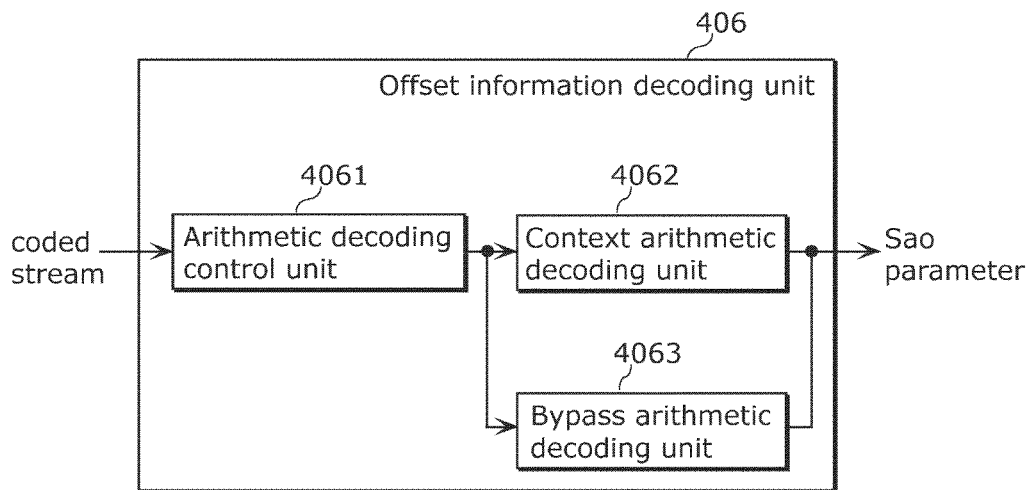 406
Offset information decoding unit
4061
4062
coded
stream
Arithmetic decoding
control unit
Context arithmetic
decoding unit
Sao
parameter
4063
Bypass arithmetic
decoding unit